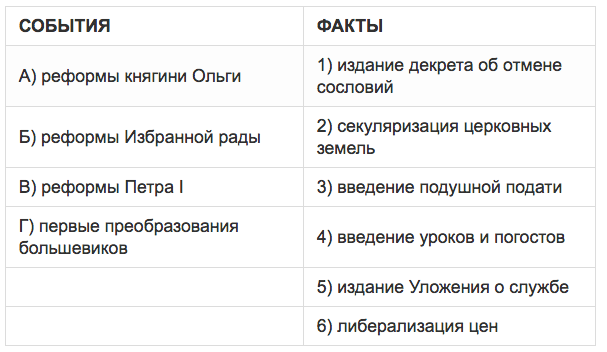 СОБЫТИЯ
ФАКТЫ
А) реформы княгини Ольги
1) издание декрета об отмене
сословий
Б) реформы Избранной рады
2) секуляризация церковных
земель
В) реформы Петра I
3) введение подушной подати
Г) первые преобразования
большевиков
4) введение уроков и погостов
5) издание Уложения о службе
6) либерализация цен